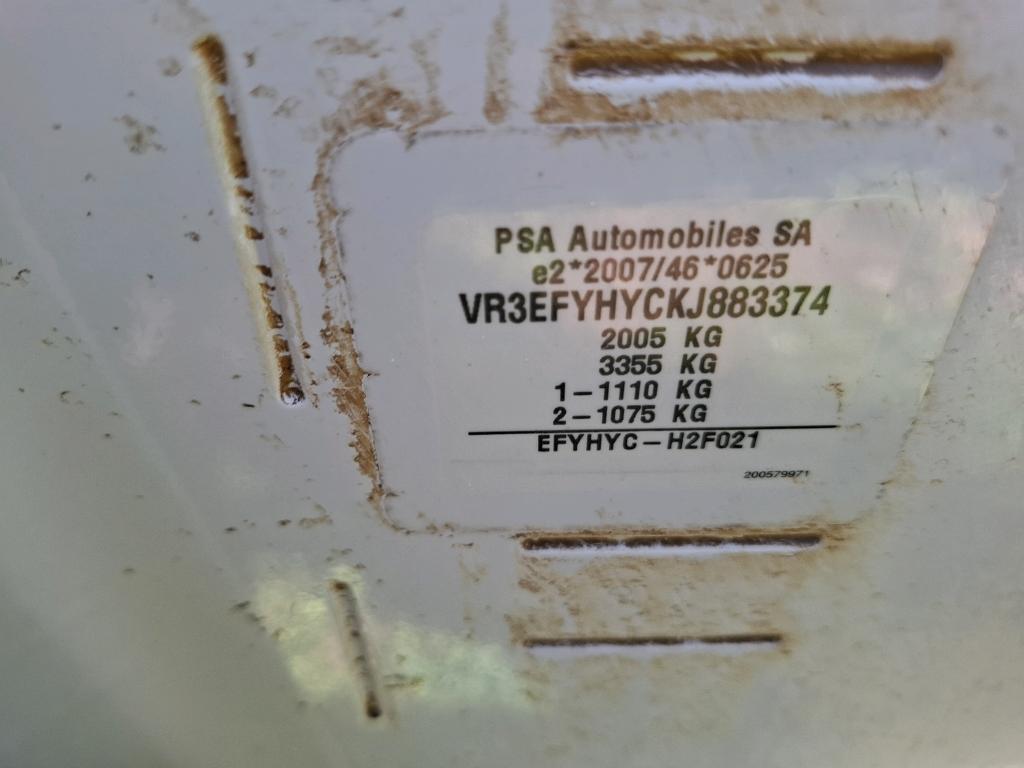 PSA Automobiles SA
e2*2007/46*0625
VR3EFYHYCKJ883374
2005 KG
3355 KG
1-1110 KG
2-1075 KG
EFYHYC-H2F021
200579971